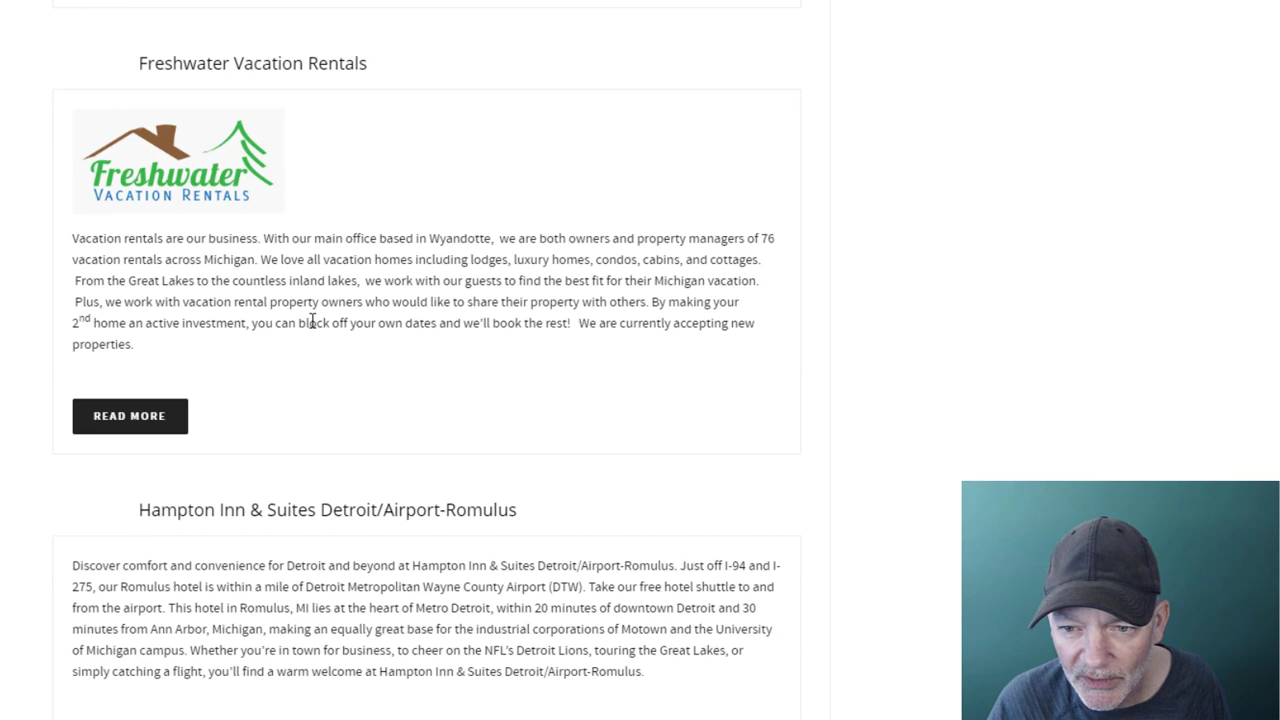 Freshwater Vacation Rentals
Freshwater
VACATION RENTALS
Vacation rentals are our business. With our main office based in Wyandotte,  we are both owners and property managers of 76
vacation rentals across Michigan. We love all vacation homes including lodges, luxury homes, condos, cabins, and cottages.
From the Great Lakes to the countless inland lakes,  we work with our guests to find the best fit for their Michigan vacation.
Plus, we work with vacation rental property owners who would like to share their property with others. By making your
2nd home an active investment, you can block off your own dates and we'll book the rest!   We are currently accepting new
properties.
READ MORE
Hampton Inn & Suites Detroit/Airport-Romulus
Discover comfort and convenience for Detroit and beyond at Hampton Inn & Suites Detroit/Airport-Romulus. Just off I-94 and I-
275, our Romulus hotel is within a mile of Detroit Metropolitan Wayne County Airport (DTW). Take our free hotel shuttle to and
from the airport. This hotel in Romulus, MI lies at the heart of Metro Detroit, within 20 minutes of downtown Detroit and 30
minutes from Ann Arbor, Michigan, making an equally great base for the industrial corporations of Motown and the University
of Michigan campus. Whether you're in town for business, to cheer on the NFL's Detroit Lions, touring the Great Lakes, or
simply catching a flight, you'll find a warm welcome at Hampton Inn & Suites Detroit/Airport-Romulus.